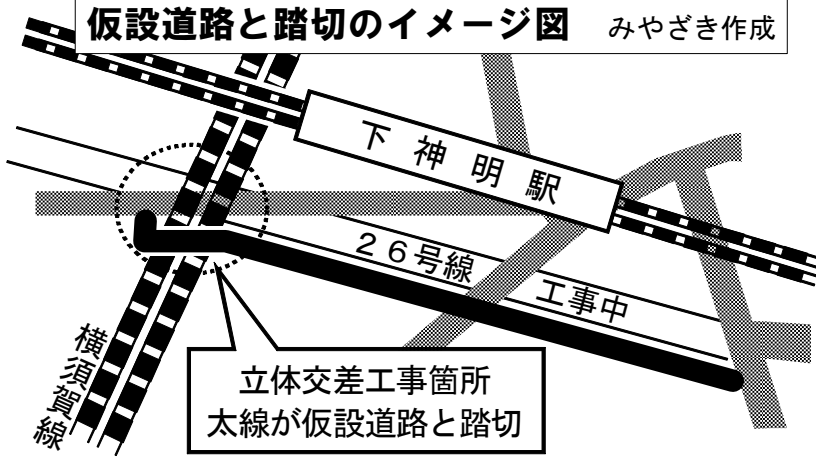 仮設道路と踏切のイメージ図 みやざき作成
下神明駅
26号線 工事中
横須賀線
立体交差工事箇所
太線が仮設道路と踏切